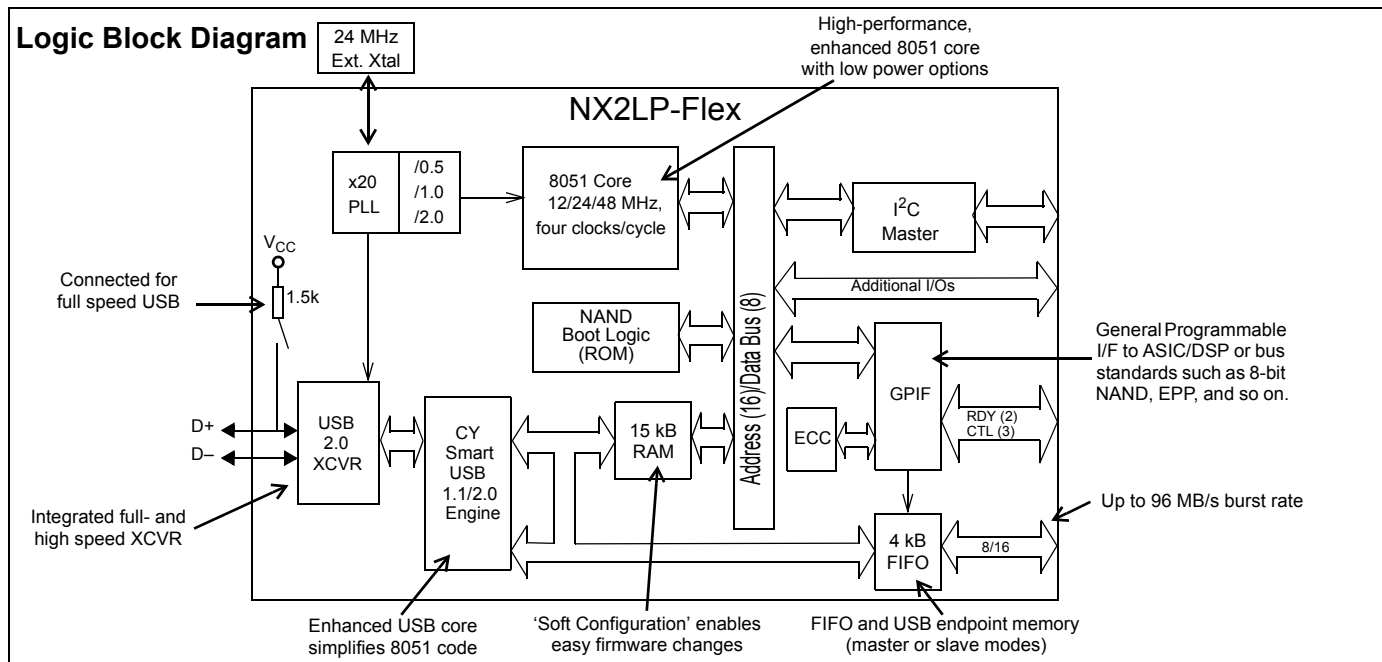 Logic Block Diagram
24 MHz
Ext. Xtal
High-performance,
enhanced 8051 core
with low power options
NX2LP-Flex
x20
PLL
/0.5
/1.0
/2.0
8051 Core
12/24/48 MHz,
four clocks/cycle
I²C
Master
VCC
1.5k
Connected for
full speed USB
Additional I/Os
NAND
Boot Logic
(ROM)
Address (16)/Data Bus (8)
General Programmable
I/F to ASIC/DSP or bus
standards such as 8-bit
NAND, EPP, and so on.
GPIF
RDY (2)
CTL (3)
ECC
D+
D–
USB
2.0
XCVR
CY
Smart
USB
1.1/2.0
Engine
15 kB
RAM
Integrated full- and
high speed XCVR
4 kB
FIFO
8/16
Up to 96 MB/s burst rate
Enhanced USB core
simplifies 8051 code
‘Soft Configuration’ enables
easy firmware changes
FIFO and USB endpoint memory
(master or slave modes)